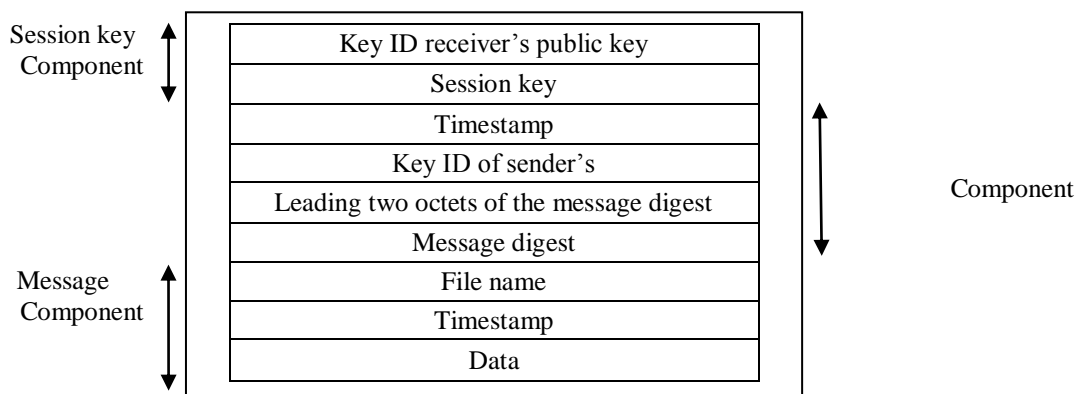 Session key
Component
Key ID receiver’s public key
Session key
Timestamp
Key ID of sender’s
Leading two octets of the message digest
Message digest
Component
Message
Component
File name
Timestamp
Data